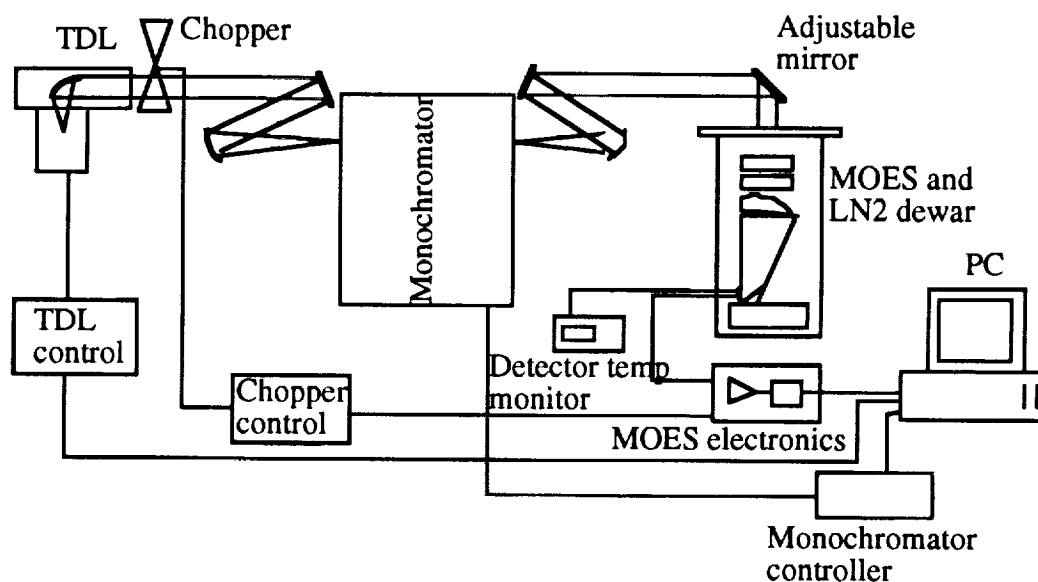 TDL
Chopper
Adjustable
mirror
Monochromator
MOES and
LN2 dewar
PC
TDL
control
Detector temp
monitor
Chopper
control
MOES electronics
Monochromator
controller